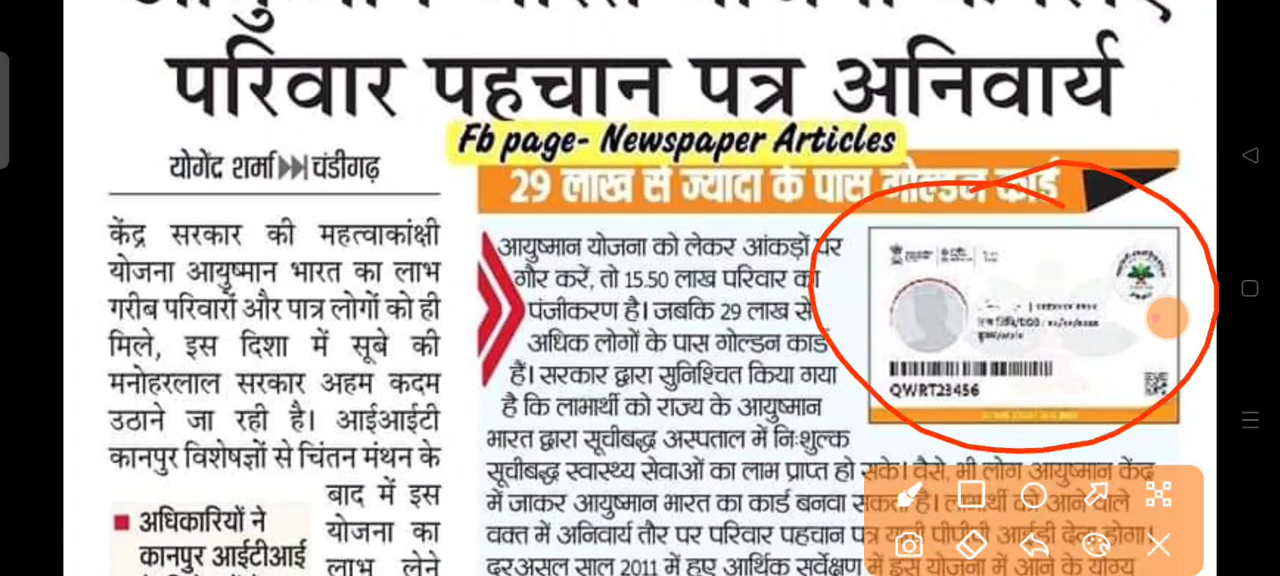 परिवार पहचान पत्र अनिवार्य
Fb page- Newspaper Articles
योगेंद्र शर्मा चंडीगढ़
केंद्र सरकार की महत्वाकांक्षी
योजना आयुष्मान भारत का लाभ
गरीब परिवारों और पात्र लोगों को ही
मिले, इस दिशा में सूबे की
मनोहरलाल सरकार अहम कदम
उठाने जा रही है। आईआईटी
कानपुर विशेषज्ञों से चिंतन मंथन के
बाद में इस
योजना का
लाभ लेने
■ अधिकारियों ने
कानपुर आईटीआई
29 लाख से ज्यादा के पास गोल्डन कार्ड
आयुष्मान योजना को लेकर आंकड़ों पर
गौर करें, तो 15.50 लाख परिवार का
पंजीकरण है। जबकि 29 लाख से
अधिक लोगों के पास गोल्डन कार्ड
हैं। सरकार द्वारा सुनिश्चित किया गया
है कि लाभार्थी को राज्य के आयुष्मान
भारत द्वारा सूचीबद्ध अस्पताल में निःशुल्क
सूचीबद्ध स्वास्थ्य सेवाओं का लाभ प्राप्त हो सके। वैसे, भी लोग आयुष्मान केंद्र
में जाकर आयुष्मान भारत का कार्ड बनवा सकता है। लाभार्थी को आने वाले
वक्त में अनिवार्य तौर पर परिवार पहचान पत्र यानी पीपीपी आईडी देना होगा।
दरअसल साल 2011 में हुए आर्थिक सर्वेक्षण में इस योजना में आने के योग्य
QWRT23456